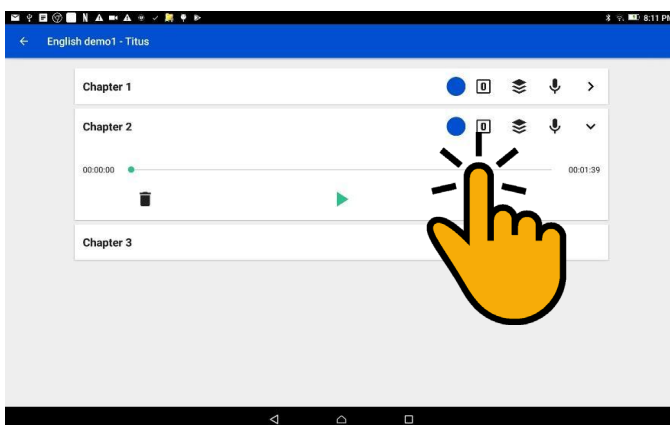 8:11 PM
English demo1 - Titus
Chapter 1
0
Chapter 2
0
00:00:00
00:01:39
Chapter 3